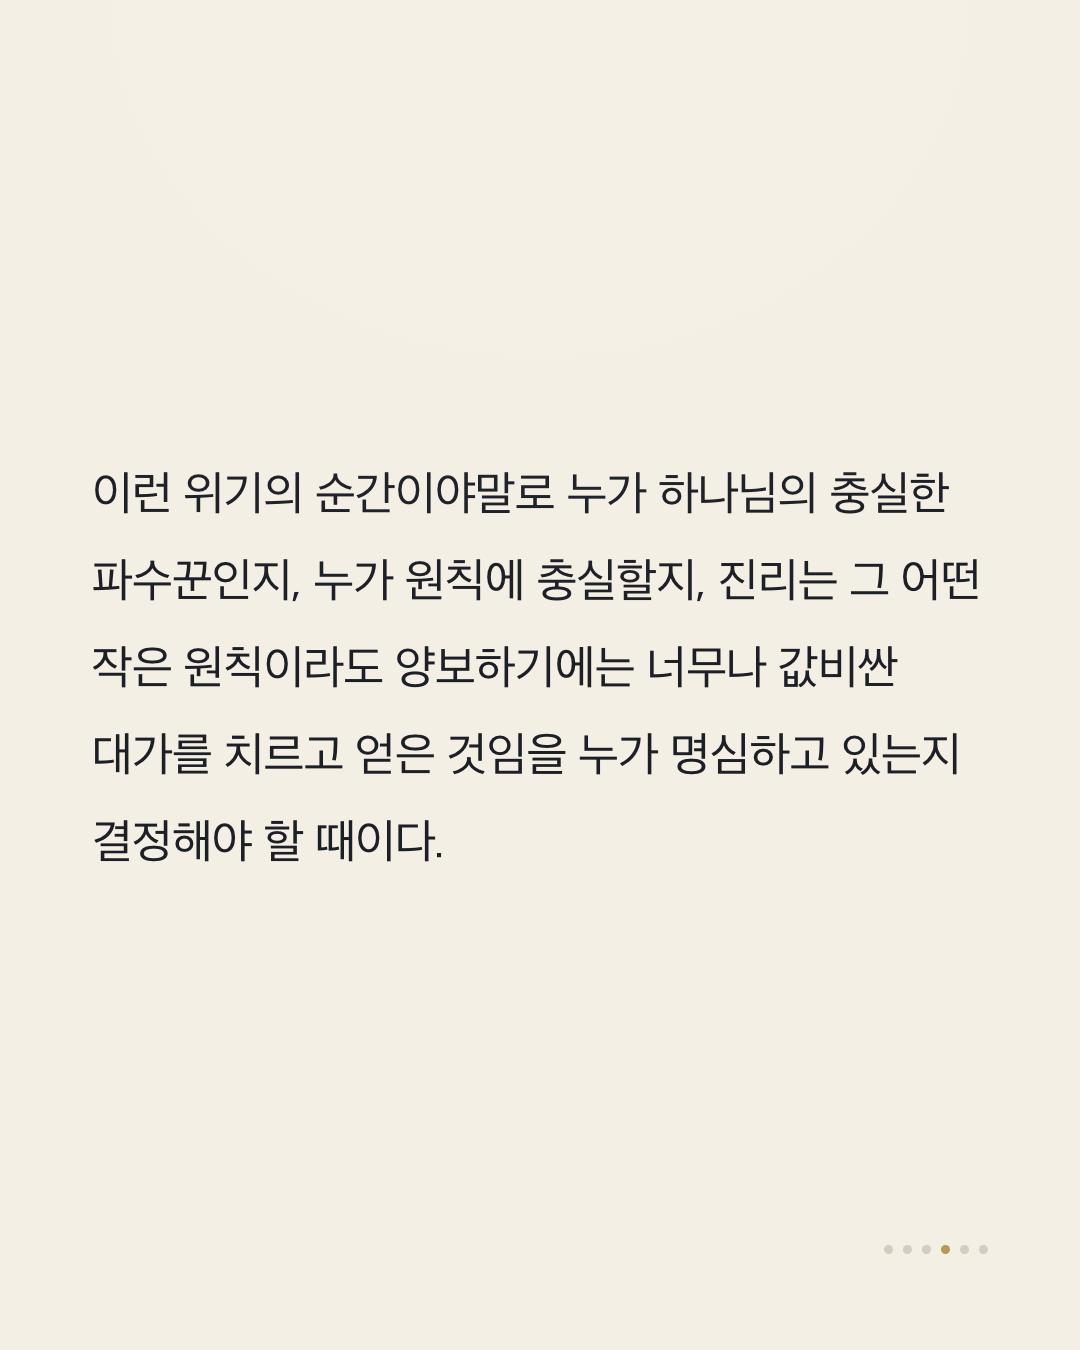 이런 위기의 순간이야말로 누가 하나님의 충실한
파수꾼인지, 누가 원칙에 충실할지, 진리는 그 어떤
작은 원칙이라도 양보하기에는 너무나 값비싼
대가를 치르고 얻은 것임을 누가 명심하고 있는지
결정해야 할 때이다.